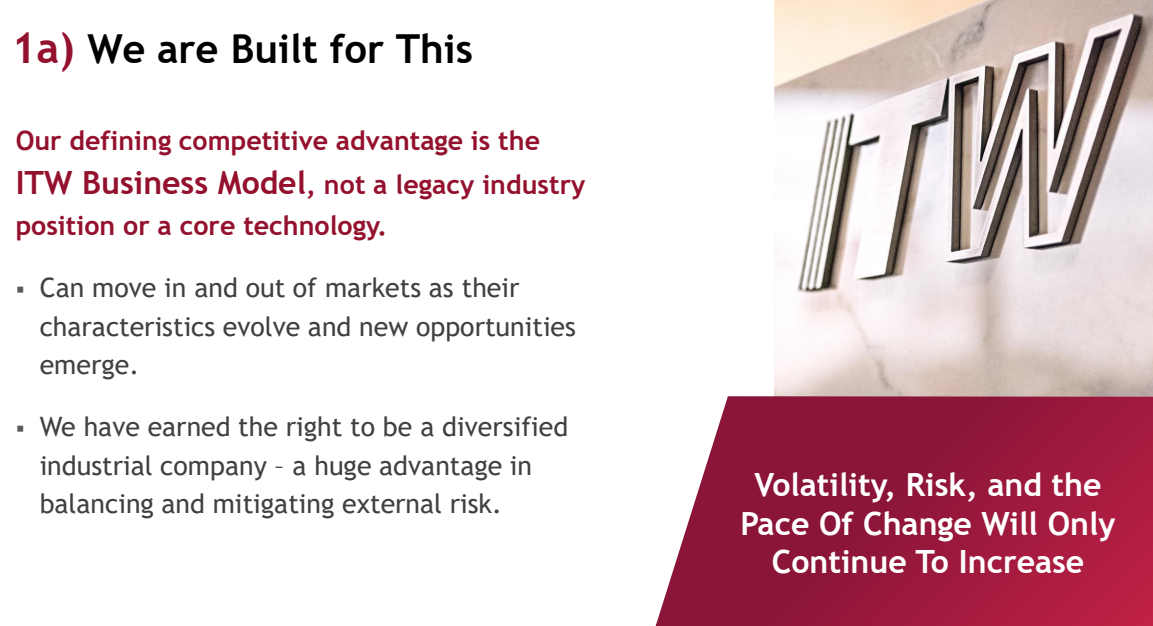 1a) We are Built for This
Our defining competitive advantage is the
ITW Business Model, not a legacy industry
position or a core technology.
▪ Can move in and out of markets as their
characteristics evolve and new opportunities
emerge.
▪ We have earned the right to be a diversified
industrial company – a huge advantage in
balancing and mitigating external risk.
ITW
Volatility, Risk, and the
Pace Of Change Will Only
Continue To Increase